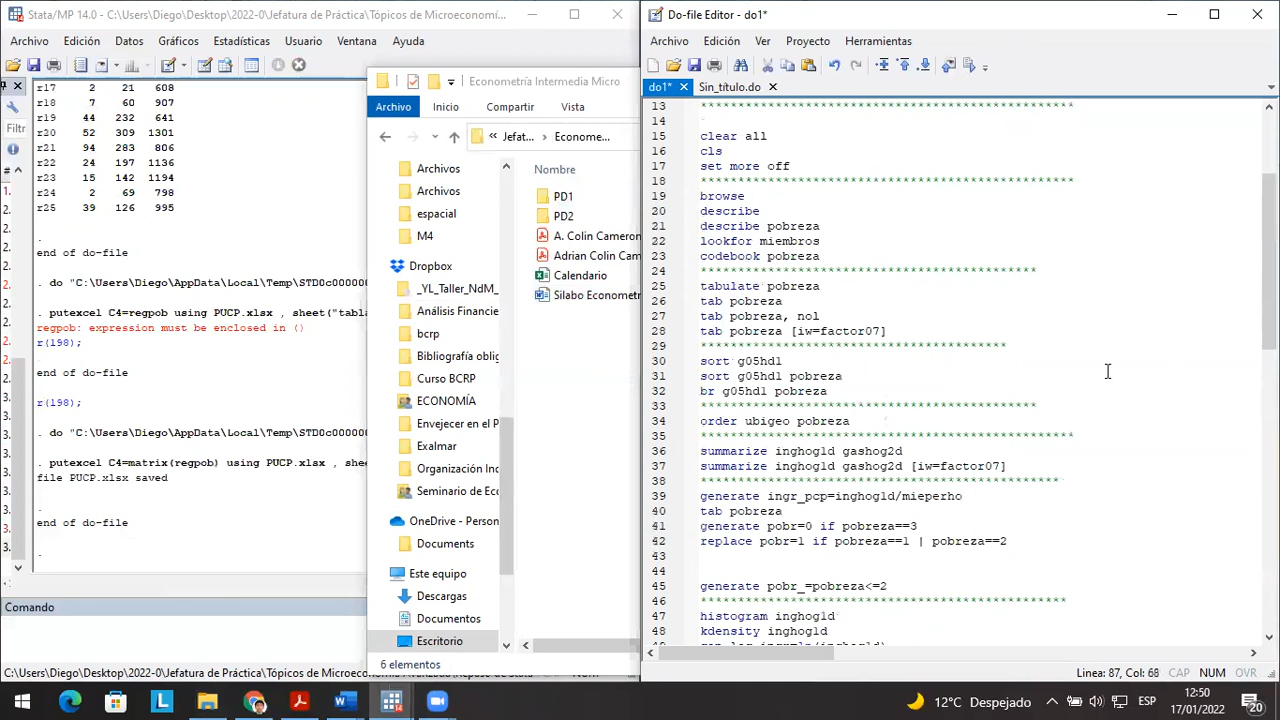 Stata/MP 14.0 - C:\Users\Diego\Desktop\2022-0\Jefatura de Práctica\Tópicos de Microeconomí...
Archivo Edición Datos Gráficos Estadísticas Usuario Ventana Ayuda
Filtr
#
r17 2 21 608
r18 7 60 907
r19 44 232 641
r20 52 309 1301
r21 94 283 806
r22 24 197 1136
r23 15 142 1194
r24 2 69 798
r25 39 126 995
.
end of do-file
. do "C:\Users\Diego\AppData\Local\Temp\STD0c00000
. putexcel C4=regpob using PUCP.xlsx , sheet("tabla
regpob: expression must be enclosed in ()
r(198);
end of do-file
r(198);
. do "C:\Users\Diego\AppData\Local\Temp\STD0c00000
. putexcel C4=matrix(regpob) using PUCP.xlsx , shee
file PUCP.xlsx saved
.
end of do-file
.
Comando
C:\Users\Diego\Desktop\2022-0\Jefatura de Práctica\Tópicos de Microeconom
Econometría Intermedia Micro
Archivo Inicio Compartir Vista
« Jefat... › Econome...
Archivos
Archivos
espacial
M4
Dropbox
_YL_Taller_NdM_
Análisis Financie
bcrp
Bibliografía oblig
Curso BCRP
ECONOMÍA
Envejecer en el P
Exalmar
Organización Ind
Seminario de Eco
OneDrive - Person
Documents
Este equipo
Descargas
Documentos
Escritorio
Nombre
PD1
PD2
A. Colin Cameron
Adrian Colin Cam
Calendario
Silabo Economet
6 elementos
Do-file Editor - do1*
Archivo Edición Ver Proyecto Herramientas
do1* Sin_título.do
13 **************************************************
14
15 clear all
16 cls
17 set more off
18 **************************************************
19 browse
20 describe
21 describe pobreza
22 lookfor miembros
23 codebook pobreza
24 *********************************************
25 tabulate pobreza
26 tab pobreza
27 tab pobreza, nol
28 tab pobreza [iw=factor07]
29 *****************************************
30 sort g05hd1
31 sort g05hd1 pobreza
32 br g05hd1 pobreza
33 *********************************************
34 order ubigeo pobreza
35 **************************************************
36 summarize inghog1d gashog2d
37 summarize inghog1d gashog2d [iw=factor07]
38 ************************************************
39 generate ingr_pcp=inghog1d/mieperho
40 tab pobreza
41 generate pobr=0 if pobreza==3
42 replace pobr=1 if pobreza==1 | pobreza==2
43
44
45 generate pobr_=pobreza<=2
46 *************************************************
47 histogram inghog1d
48 kdensity inghog1d
Línea: 87, Col: 68 CAP NUM OVR
12°C Despejado
ESP
12:50
17/01/2022
20